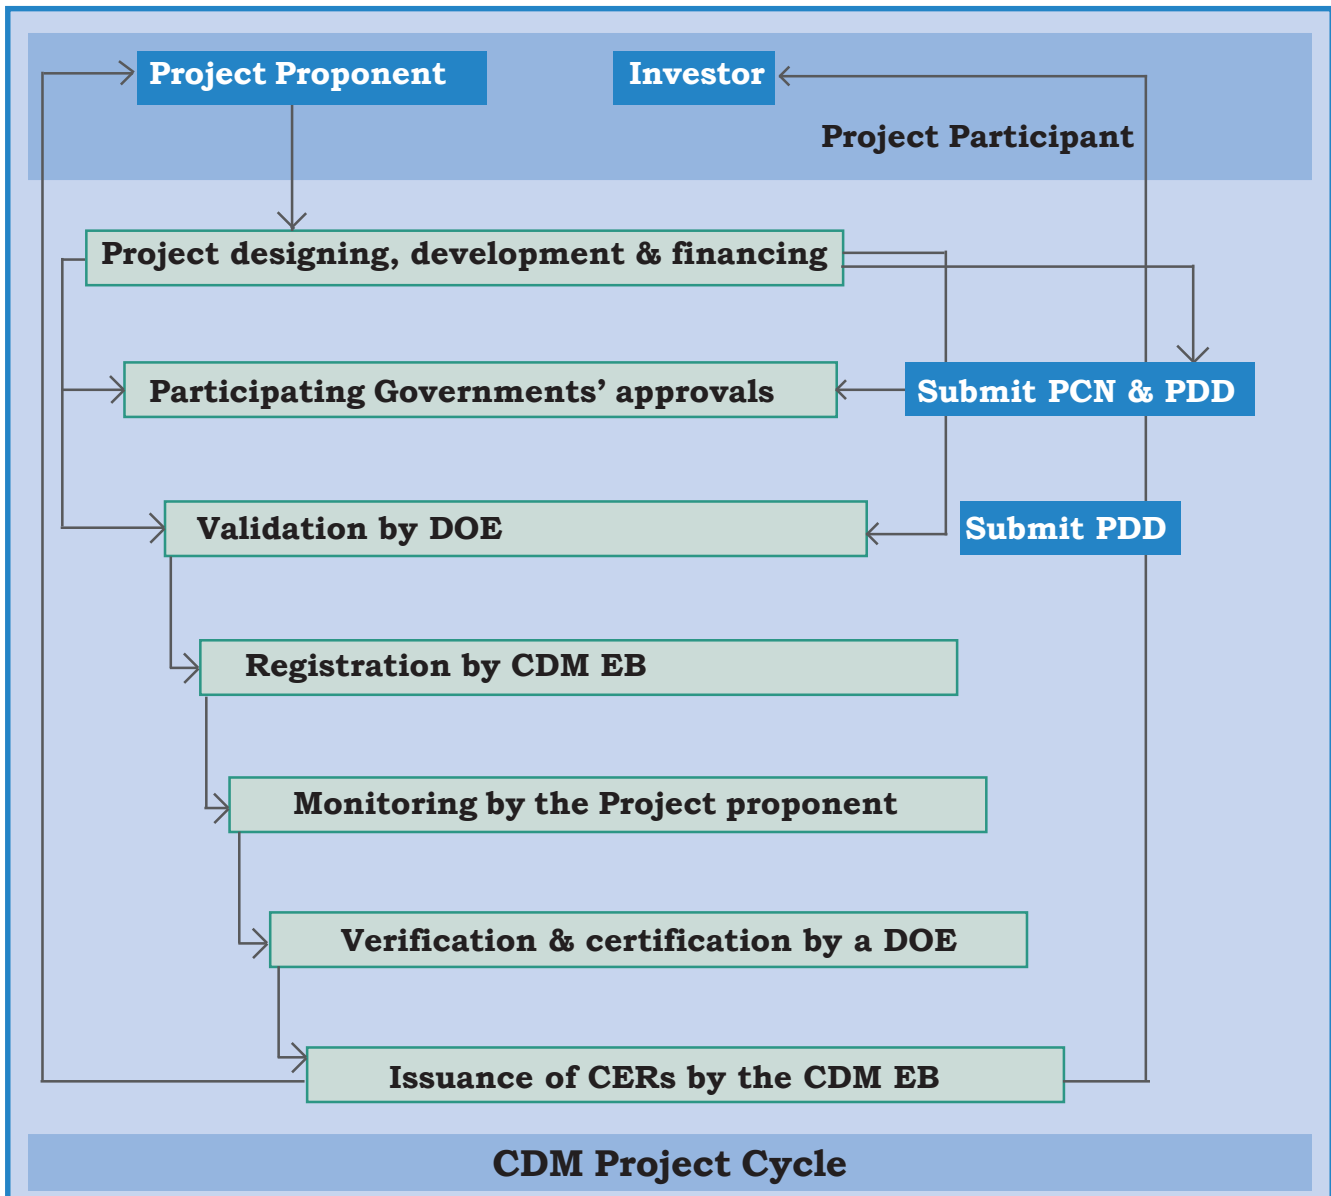 Project Proponent
Investor
Project Participant
Project designing, development & financing
Participating Governments’ approvals
Submit PCN & PDD
Validation by DOE
Submit PDD
Registration by CDM EB
Monitoring by the Project proponent
Verification & certification by a DOE
Issuance of CERs by the CDM EB
CDM Project Cycle